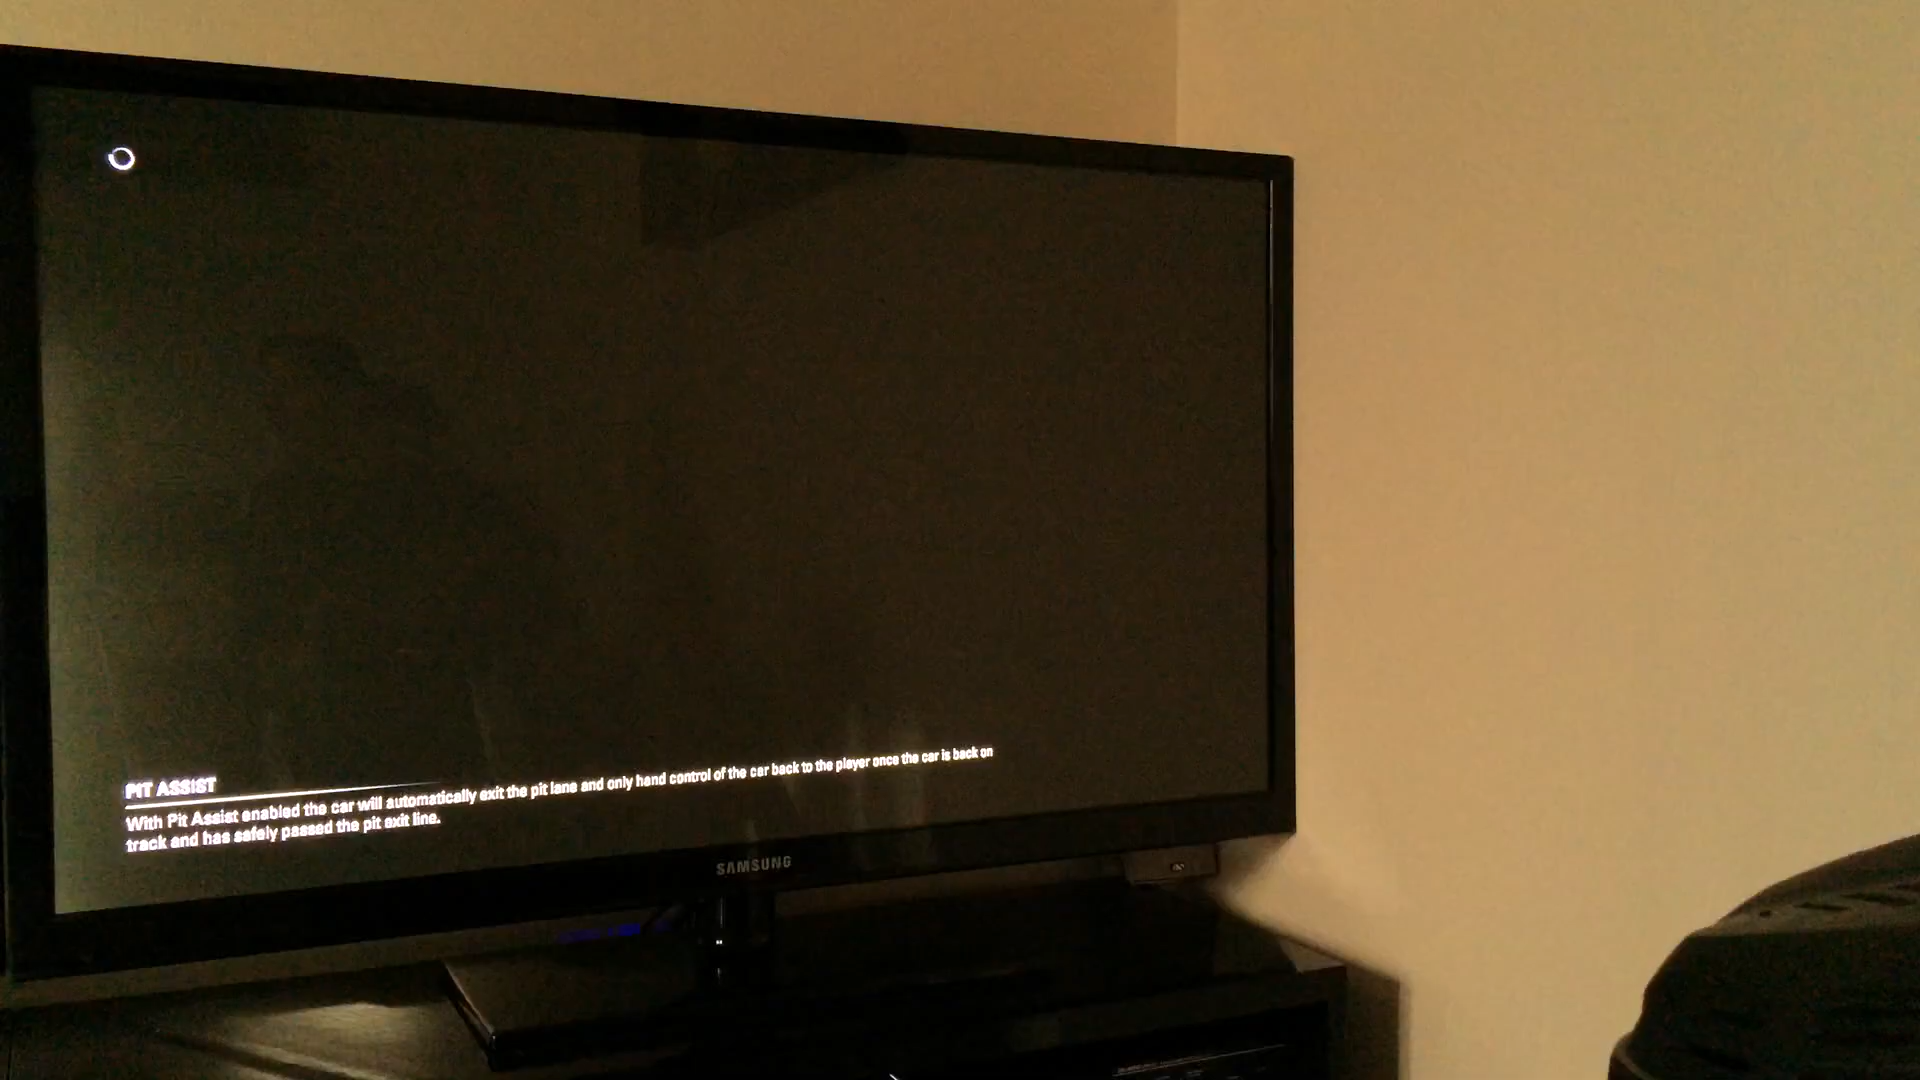 PIT ASSIST
With Pit Assist enabled the car will automatically exit the pit lane and only hand control of the car back to the player once the car is back on
track and has safely passed the pit exit line.
SAMSUNG